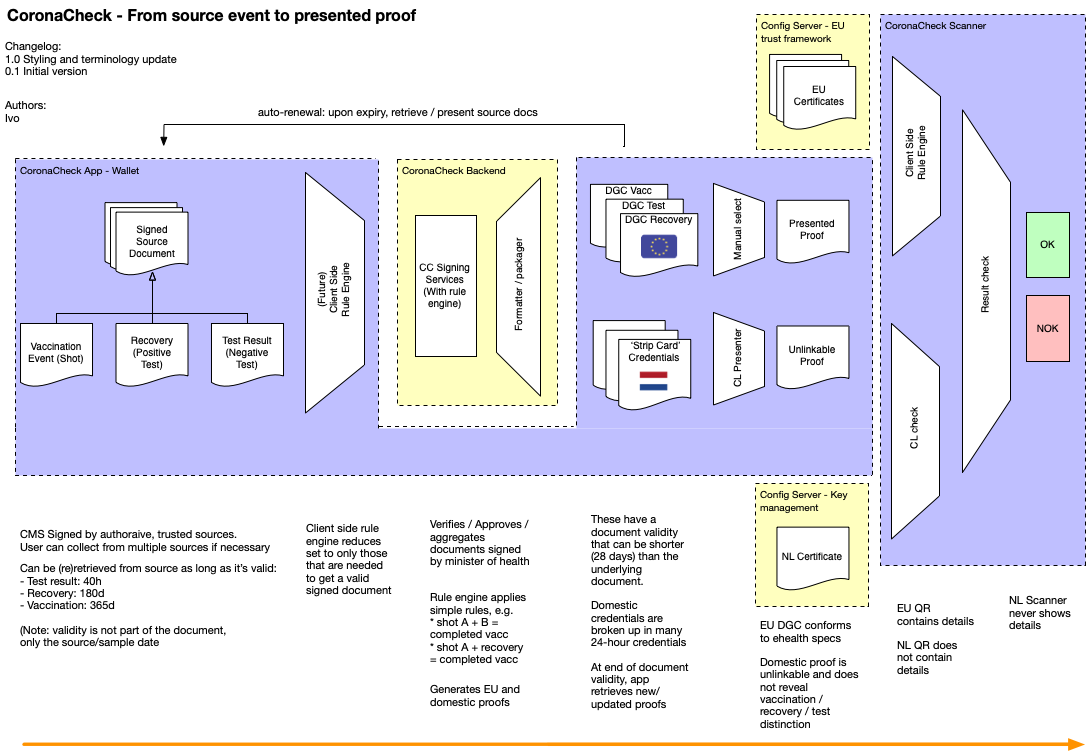 CoronaCheck - From source event to presented proof
Changelog:
1.0 Styling and terminology update
0.1 Initial version
Authors:
Ivo
auto-renewal: upon expiry, retrieve / present source docs
CoronaCheck App - Wallet
Signed
Source
Document
Vaccination
Event (Shot)
Recovery
(Positive
Test)
Test Result
(Negative
Test)
(Future)
Client Side
Rule Engine
CoronaCheck Backend
CC Signing
Services
(With rule
engine)
Formatter / packager
DGC Vacc
DGC Test
DGC Recovery
Manual select
Presented
Proof
'Strip Card'
Credentials
CL Presenter
Unlinkable
Proof
Config Server - EU
trust framework
EU
Certificates
CoronaCheck Scanner
Client Side
Rule Engine
CL check
Result check
OK
NOK
Config Server - Key
management
NL Certificate
CMS Signed by authoraive, trusted sources.
User can collect from multiple sources if necessary
Can be (re)retrieved from source as long as it's valid:
- Test result: 40h
- Recovery: 180d
- Vaccination: 365d
(Note: validity is not part of the document,
only the source/sample date
Client side rule
engine reduces
set to only those
that are needed
to get a valid
signed document
Verifies / Approves /
aggregates
documents signed
by minister of health
Rule engine applies
simple rules, e.g.
* shot A + B =
completed vacc
* shot A + recovery
= completed vacc
Generates EU and
domestic proofs
These have a
document validity
that can be shorter
(28 days) than the
underlying
document.
Domestic
credentials are
broken up in many
24-hour credentials
At end of document
validity, app
retrieves new/
updated proofs
EU DGC conforms
to ehealth specs
Domestic proof is
unlinkable and does
not reveal
vaccination /
recovery / test
distinction
EU QR
contains details
NL QR does
not contain
details
NL Scanner
never shows
details